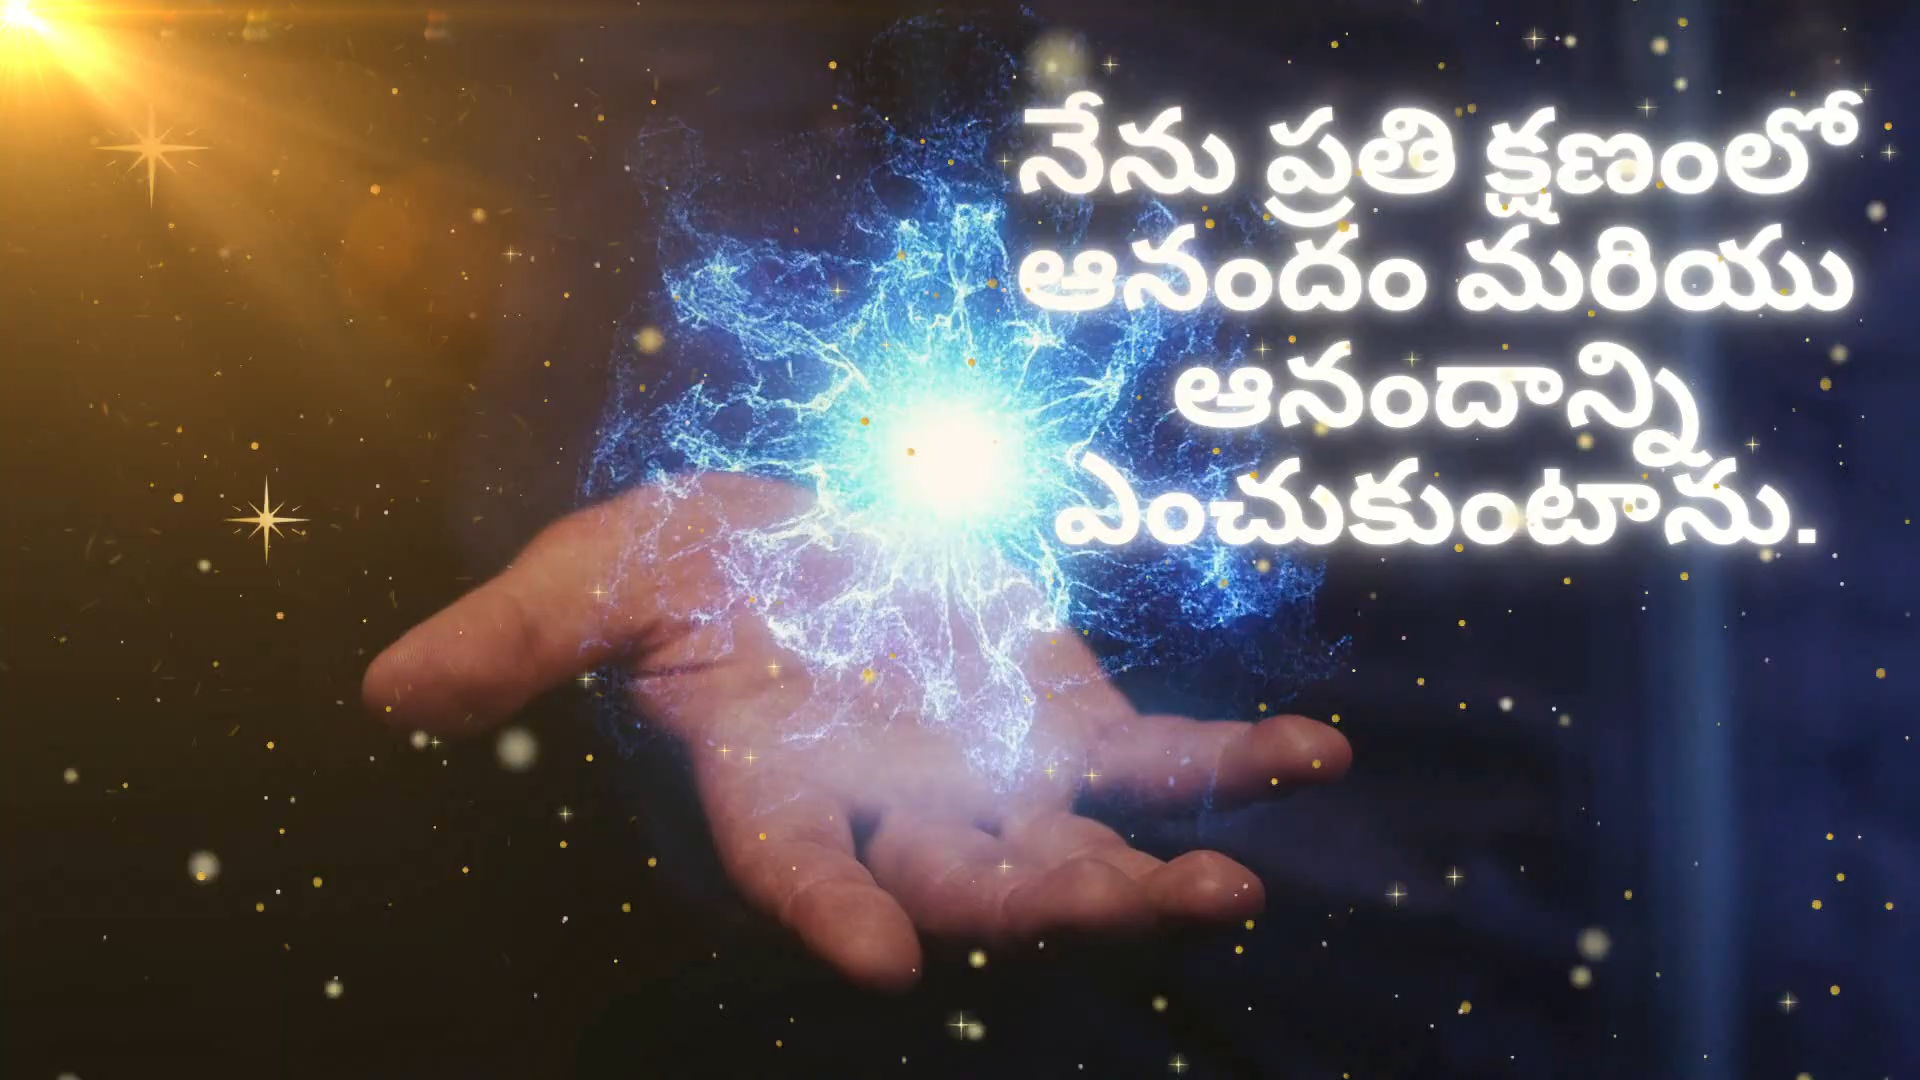 నేను ప్రతి క్షణంలో
ఆనందం మరియు
ఆనందాన్ని
ఎంచుకుంటాను.